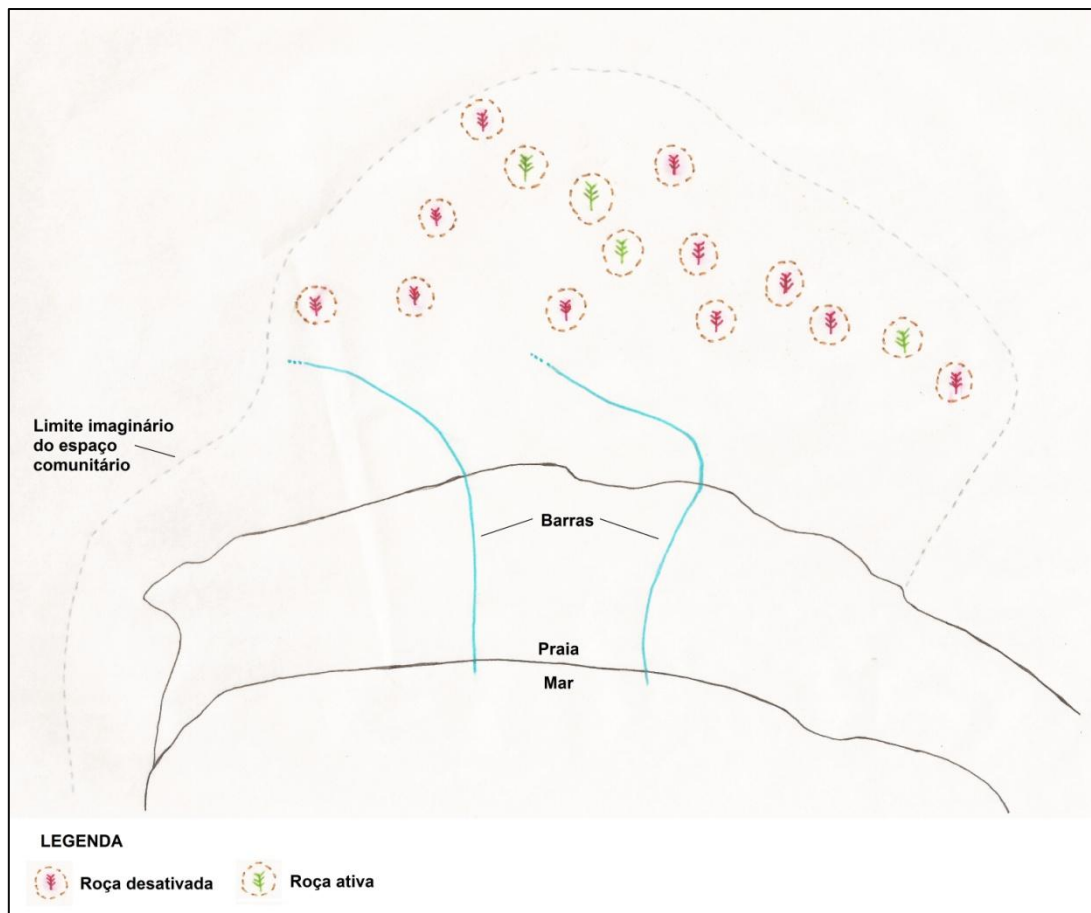 Limite imaginário
do espaço
comunitário
Barras
Praia
Mar
LEGENDA
Roça desativada
Roça ativa